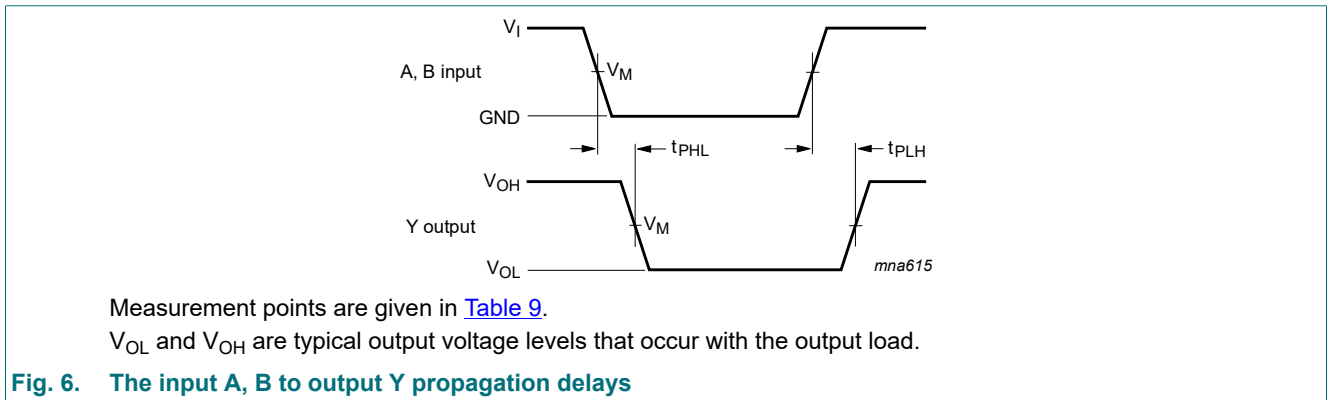 V_I
A, B input
V_M
GND
t_PHL
t_PLH
V_OH
Y output
V_M
V_OL
mna615
Measurement points are given in Table 9.
V_OL and V_OH are typical output voltage levels that occur with the output load.
Fig. 6. The input A, B to output Y propagation delays